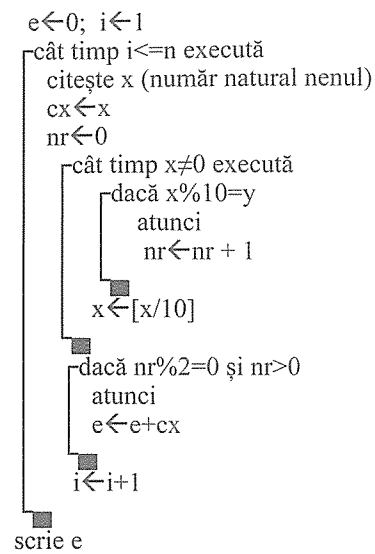 e←0; i←1
cât timp i<=n execută
citește x (număr natural nenul)
cx←x
nr←0
cât timp x≠0 execută
dacă x%10=y
atunci
nr←nr + 1
x←[x/10]
dacă nr%2=0 și nr>0
atunci
e←e+cx
i←i+1
scrie e